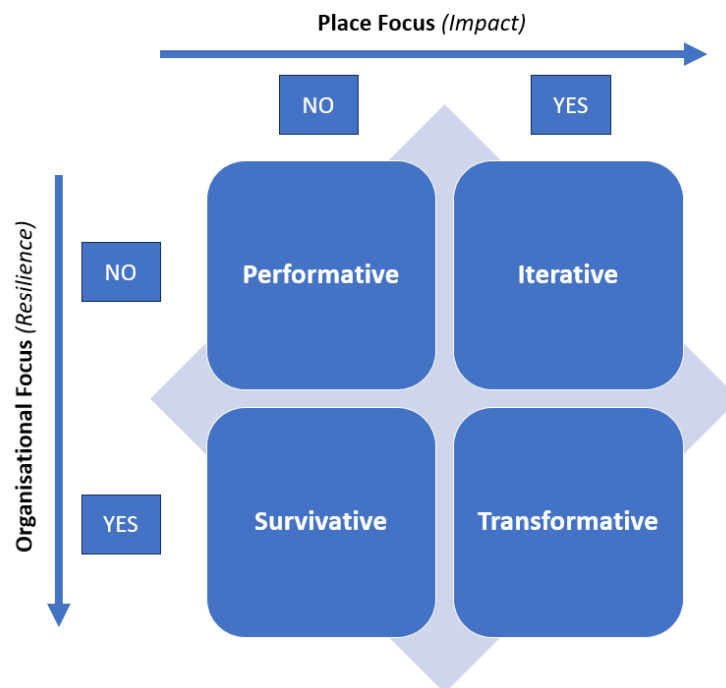 Place Focus (Impact)
NO
YES
Organisational Focus (Resilience)
NO
Performative
Iterative
YES
Survivative
Transformative